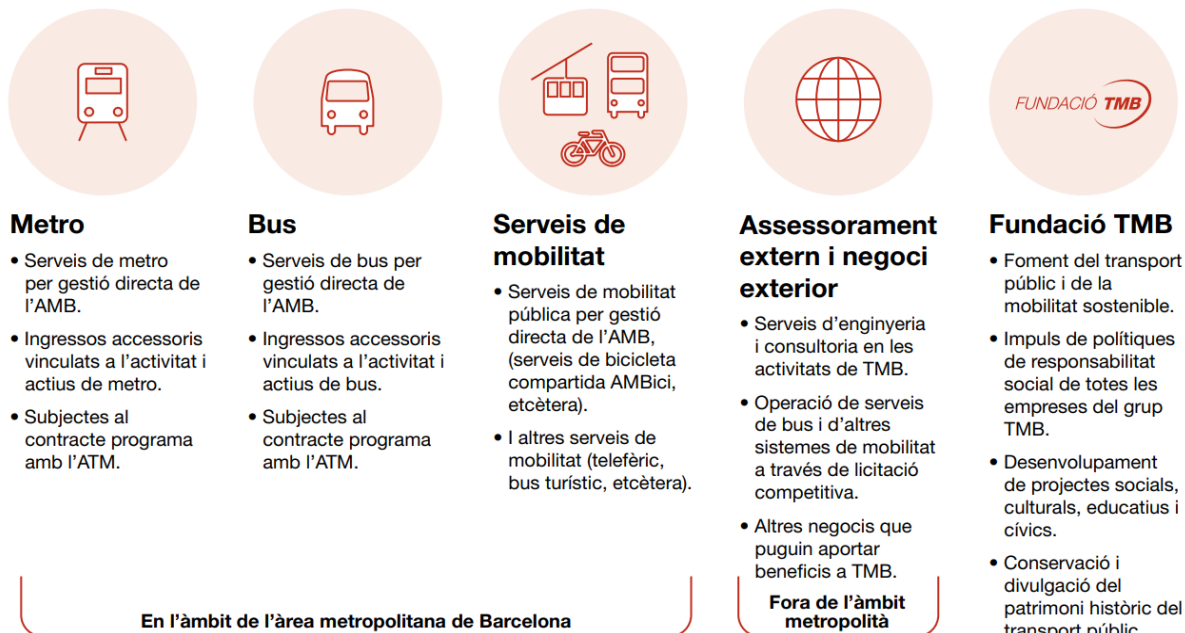 FUNDACIÓ TMB
Metro
• Serveis de metro
per gestió directa de
l’AMB.
• Ingressos accessoris
vinculats a l’activitat i
actius de metro.
• Subjectes al
contracte programa
amb l’ATM.
Bus
• Serveis de bus per
gestió directa de
l’AMB.
• Ingressos accessoris
vinculats a l’activitat i
actius de bus.
• Subjectes al
contracte programa
amb l’ATM.
Serveis de
mobilitat
• Serveis de mobilitat
pública per gestió
directa de l’AMB,
(serveis de bicicleta
compartida AMBici,
etcètera).
• I altres serveis de
mobilitat (telefèric,
bus turístic, etcètera).
Assessorament
extern i negoci
exterior
• Serveis d’enginyeria
i consultoria en les
activitats de TMB.
• Operació de serveis
de bus i d’altres
sistemes de mobilitat
a través de licitació
competitiva.
• Altres negocis que
puguin aportar
beneficis a TMB.
Fundació TMB
• Foment del transport
públic i de la
mobilitat sostenible.
• Impuls de polítiques
de responsabilitat
social de totes les
empreses del grup
TMB.
• Desenvolupament
de projectes socials,
culturals, educatius i
cívics.
• Conservació i
divulgació del
patrimoni històric del
transport públic
En l’àmbit de l’àrea metropolitana de Barcelona
Fora de l’àmbit
metropolità